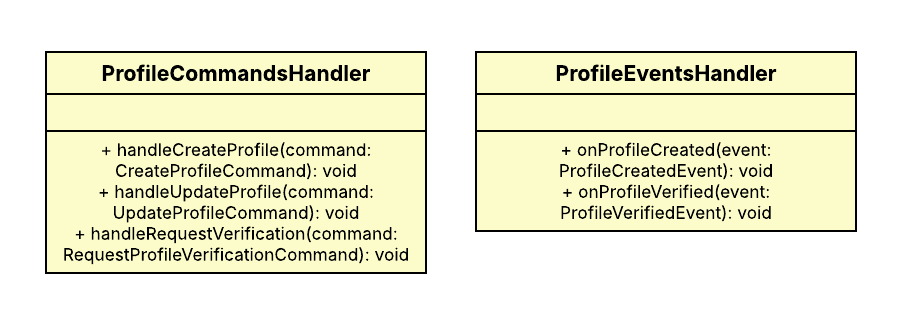 ProfileCommandsHandler
+ handleCreateProfile(command:
CreateProfileCommand): void
+ handleUpdateProfile(command:
UpdateProfileCommand): void
+ handleRequestVerification(command:
RequestProfileVerificationCommand): void
ProfileEventsHandler
+ onProfileCreated(event:
ProfileCreatedEvent): void
+ onProfileVerified(event:
ProfileVerifiedEvent): void